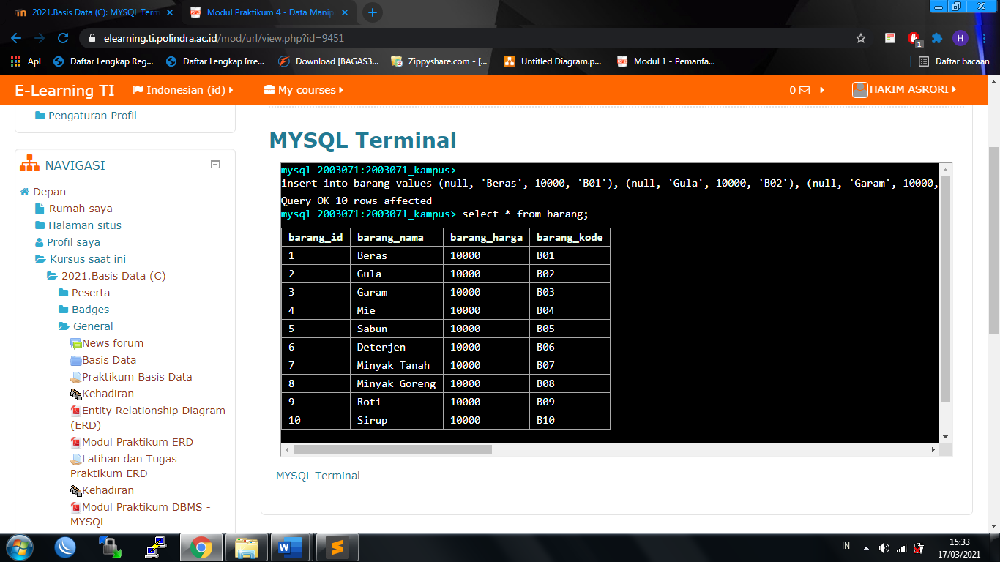 2021.Basis Data (C): MYSQL Term
Modul Praktikum 4 - Data Manip
elearning.ti.polindra.ac.id/mod/url/view.php?id=9451
H
1
Apl
Daftar Lengkap Reg...
Daftar Lengkap Irre...
Download [BAGAS3...
Zippyshare.com - [...
Untitled Diagram.p...
Modul 1 - Pemanfa...
Daftar bacaan
E-Learning TI
Indonesian (id)
My courses
0
HAKIM ASRORI
Pengaturan Profil
NAVIGASI
Depan
Rumah saya
Halaman situs
Profil saya
Kursus saat ini
2021.Basis Data (C)
Peserta
Badges
General
News forum
Basis Data
Praktikum Basis Data
Kehadiran
Entity Relationship Diagram
(ERD)
Modul Praktikum ERD
Latihan dan Tugas
Praktikum ERD
Kehadiran
Modul Praktikum DBMS -
MYSQL
MYSQL Terminal
mysql 2003071:2003071_kampus>
insert into barang values (null, 'Beras', 10000, 'B01'), (null, 'Gula', 10000, 'B02'), (null, 'Garam', 10000,
Query OK 10 rows affected
mysql 2003071:2003071_kampus> select * from barang;
barang_id barang_nama barang_harga barang_kode
1 Beras 10000 B01
2 Gula 10000 B02
3 Garam 10000 B03
4 Mie 10000 B04
5 Sabun 10000 B05
6 Deterjen 10000 B06
7 Minyak Tanah 10000 B07
8 Minyak Goreng 10000 B08
9 Roti 10000 B09
10 Sirup 10000 B10
MYSQL Terminal
IN
15:33
17/03/2021